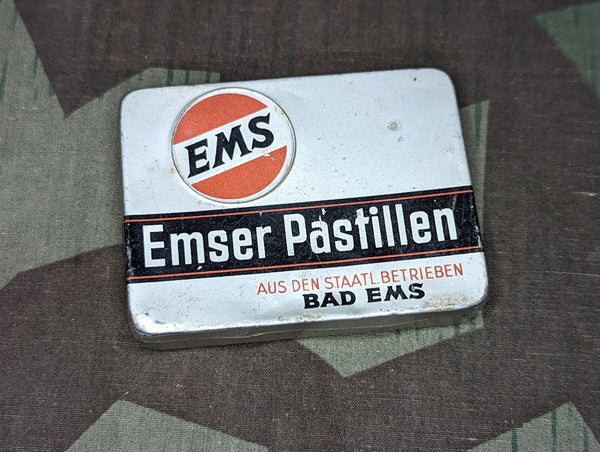 EMS
Emser Pastillen
AUS DEN STAATL. BETRIEBEN
BAD EMS